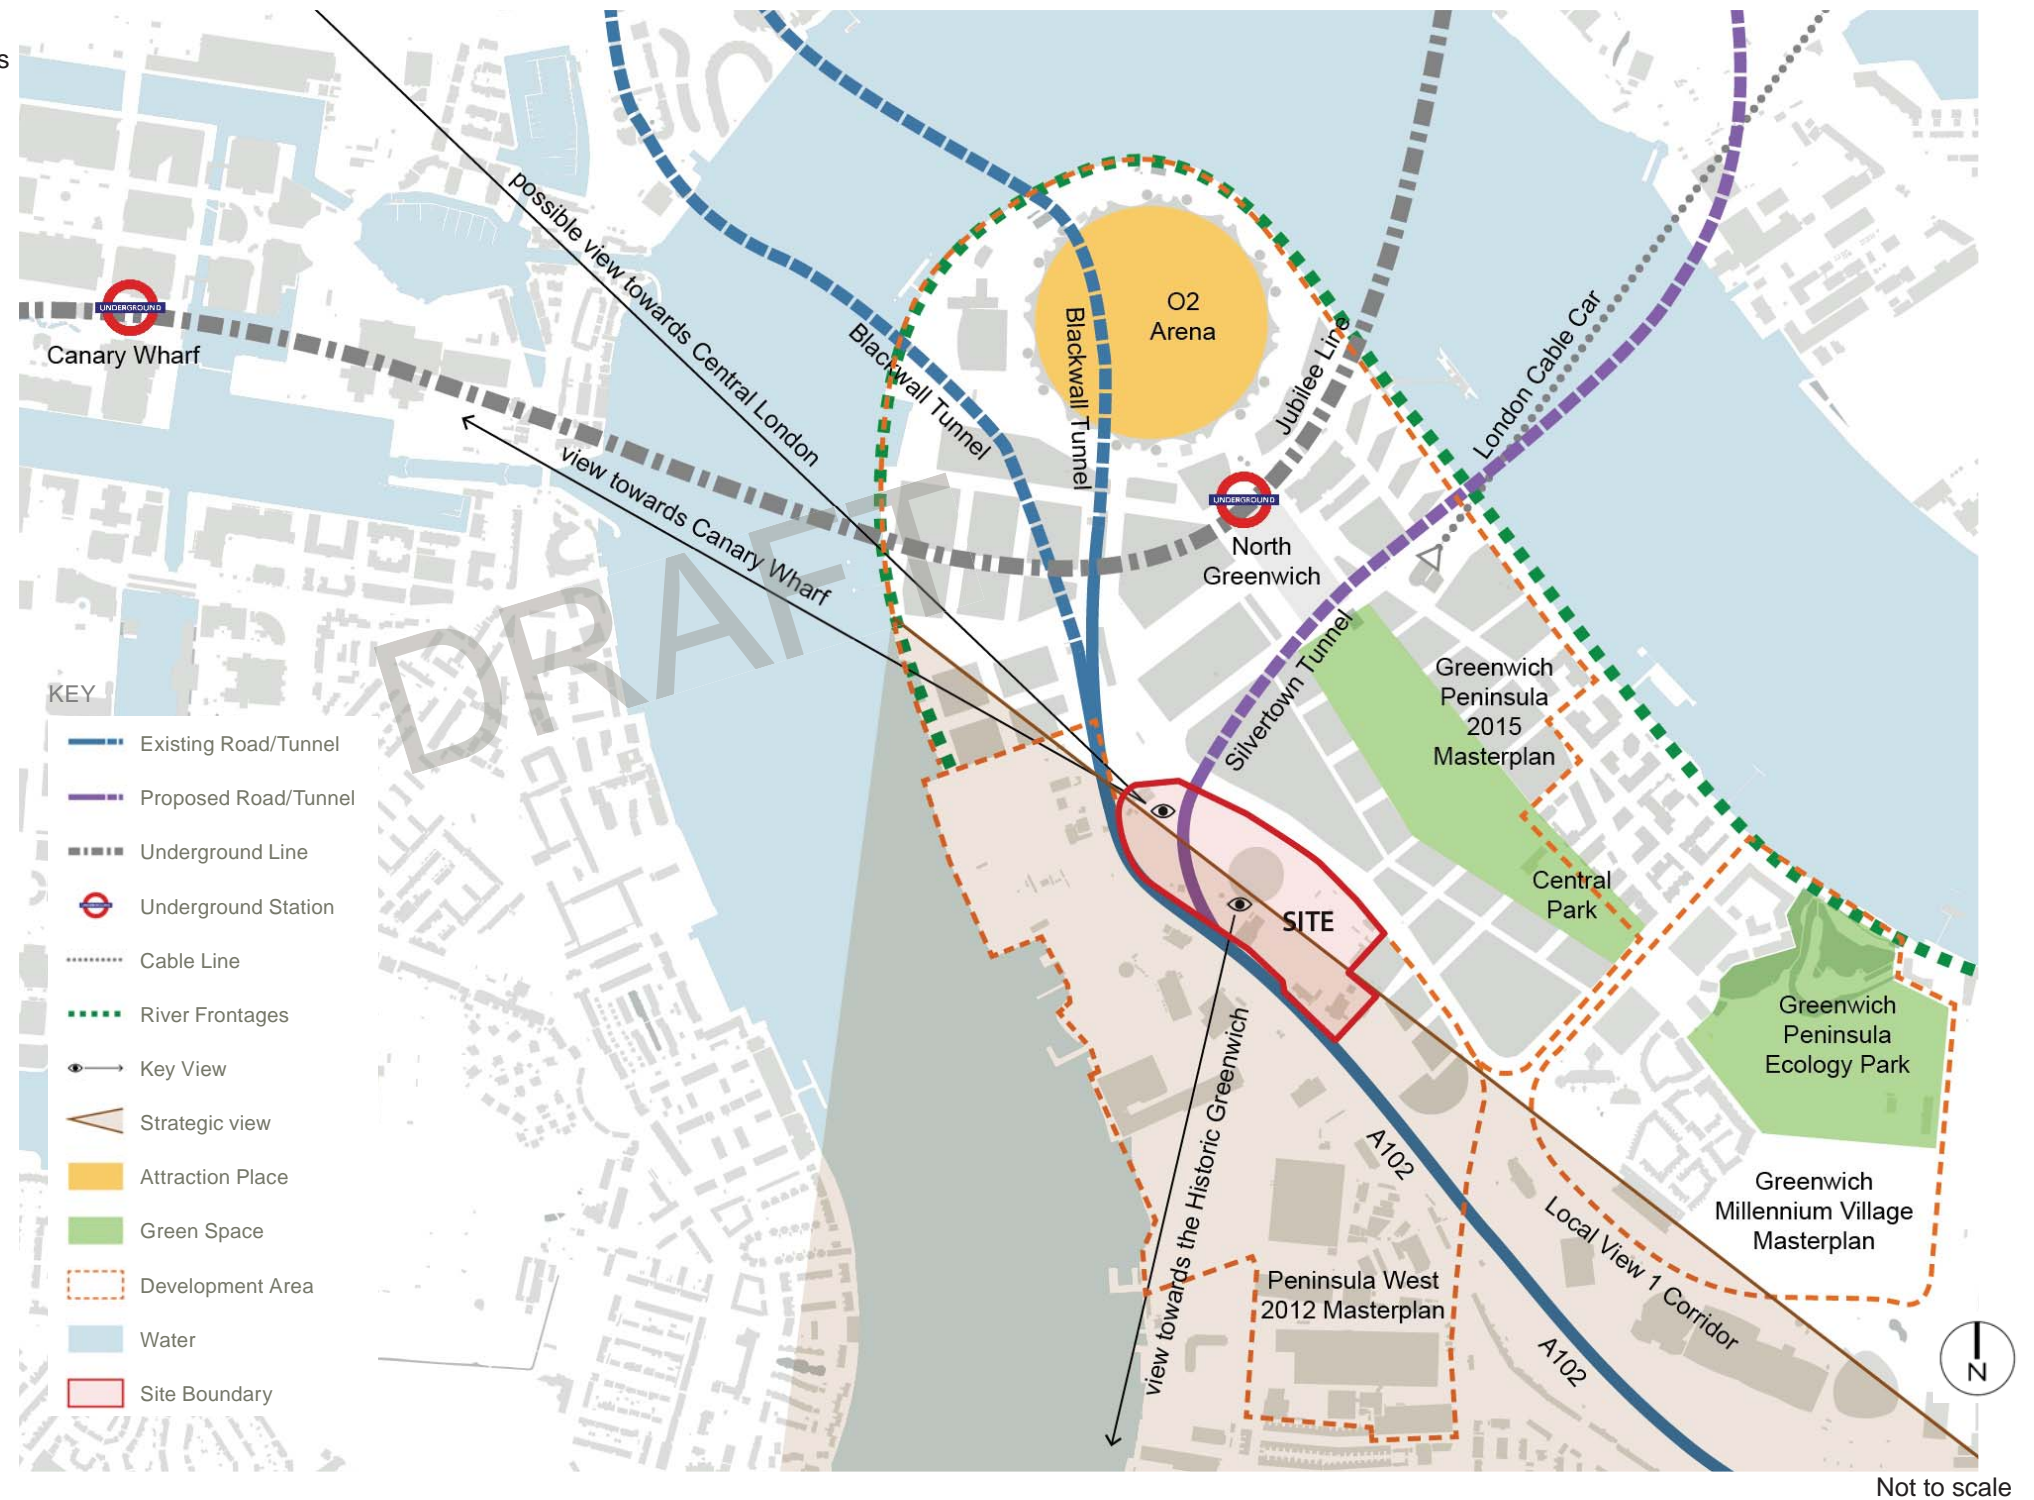 s
possible view towards Central London
UNDERGROUND
Canary Wharf
view towards Canary Wharf
Blackwall Tunnel
Blackwall Tunnel
O2
Arena
Jubilee Line
London Cable Car
UNDERGROUND
North
Greenwich
Silvertown Tunnel
Greenwich
Peninsula
2015
Masterplan
Central
Park
SITE
Greenwich
Peninsula
Ecology Park
Greenwich
Millennium Village
Masterplan
view towards the Historic Greenwich
A102
Local View 1 Corridor
Peninsula West
2012 Masterplan
A102
DRAFT
KEY
Existing Road/Tunnel
Proposed Road/Tunnel
Underground Line
Underground Station
Cable Line
River Frontages
Key View
Strategic view
Attraction Place
Green Space
Development Area
Water
Site Boundary
N
Not to scale